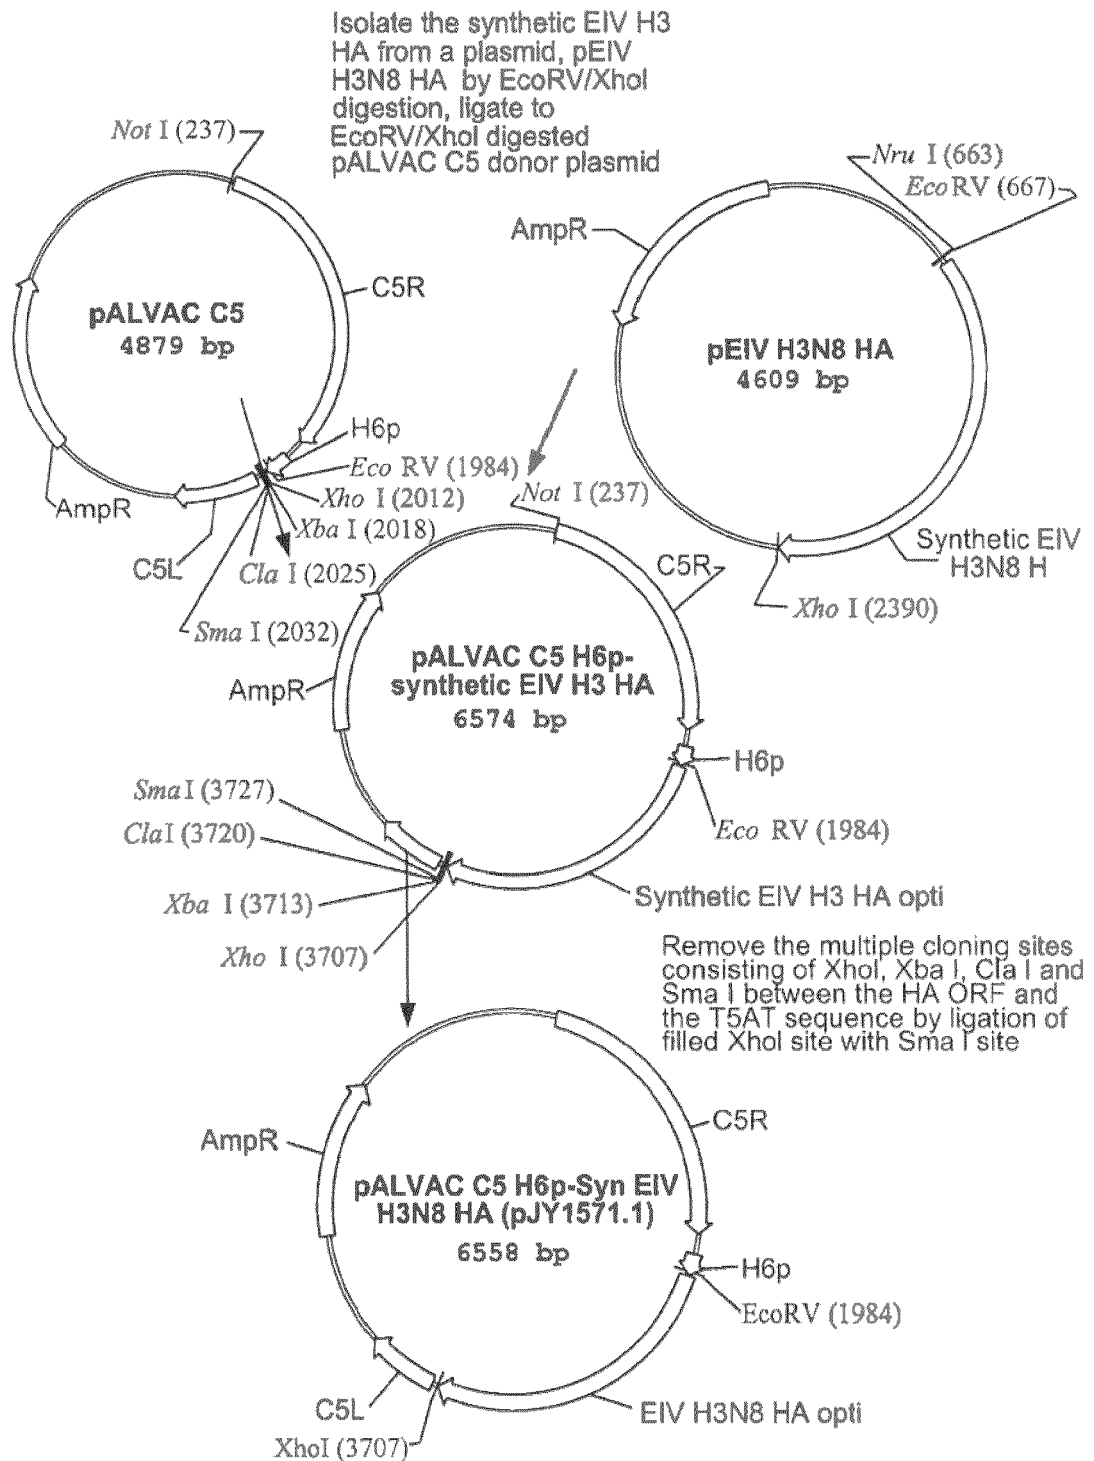 Isolate the synthetic EIV H3
HA from a plasmid, pEIV
H3N8 HA by EcoRV/XhoI
digestion, ligate to
EcoRV/XhoI digested
pALVAC C5 donor plasmid
Not I (237)
C5R
pALVAC C5
4879 bp
H6p
Eco RV (1984)
Xho I (2012)
Xba I (2018)
Cla I (2025)
Sma I (2032)
C5L
AmpR
Nru I (663)
Eco RV (667)
AmpR
pEIV H3N8 HA
4609 bp
Synthetic EIV
H3N8 H
Xho I (2390)
Not I (237)
C5R
pALVAC C5 H6p-
synthetic EIV H3 HA
6574 bp
AmpR
H6p
Eco RV (1984)
Synthetic EIV H3 HA opti
Sma I (3727)
Cla I (3720)
Xba I (3713)
Xho I (3707)
Remove the multiple cloning sites
consisting of XhoI, Xba I, Cla I and
Sma I between the HA ORF and
the T5AT sequence by ligation of
filled XhoI site with Sma I site
AmpR
C5R
pALVAC C5 H6p-Syn EIV
H3N8 HA (pJY1571.1)
6558 bp
H6p
EcoRV (1984)
C5L
EIV H3N8 HA opti
XhoI (3707)